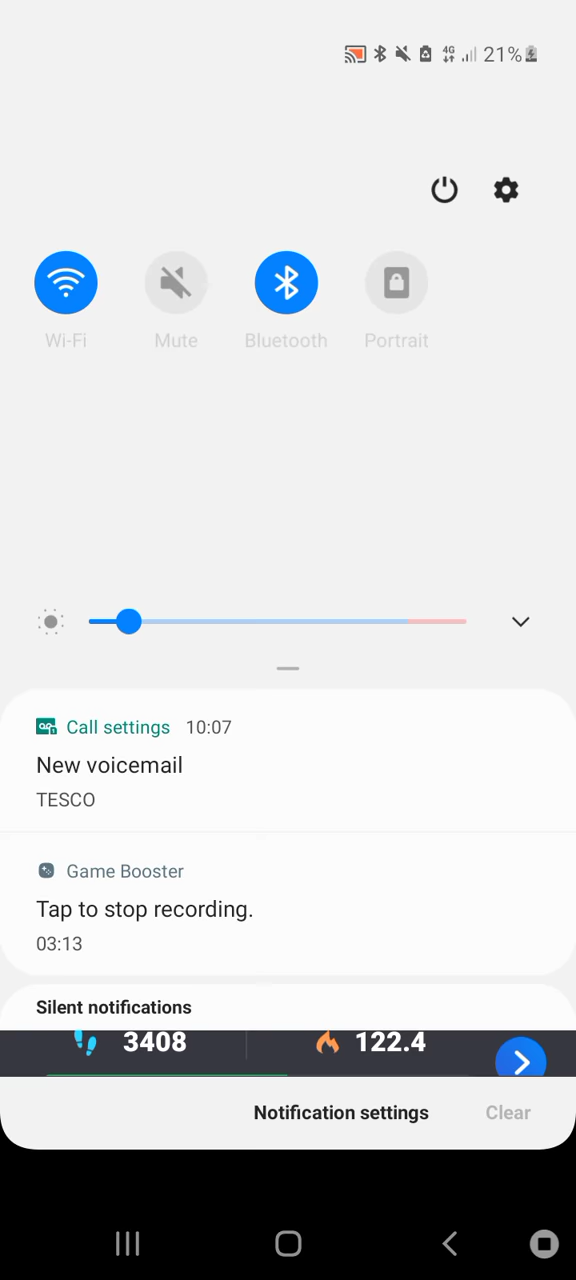 4G 21%
Wi-Fi Mute Bluetooth Portrait
Call settings 10:07
New voicemail
TESCO
Game Booster
Tap to stop recording.
03:13
Silent notifications
3408 122.4
Notification settings Clear